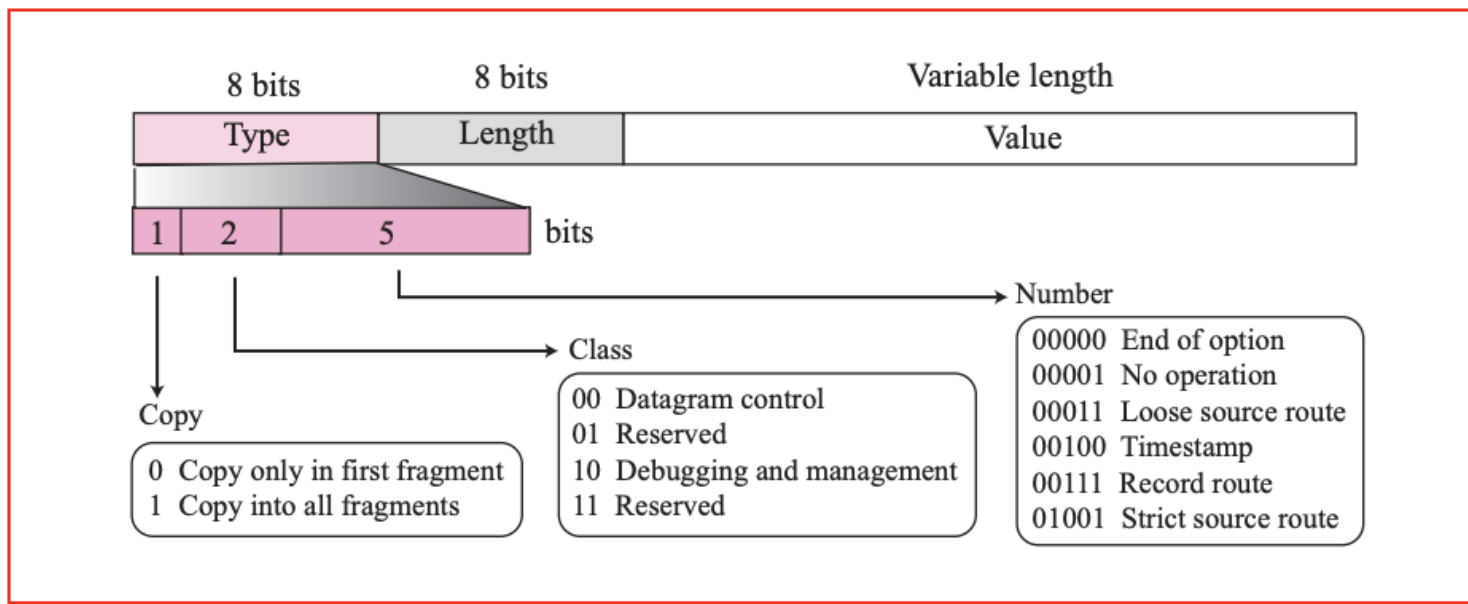 8 bits 8 bits Variable length
Type Length Value
1 2 5 bits
Number
00000 End of option
00001 No operation
00011 Loose source route
00100 Timestamp
00111 Record route
01001 Strict source route
Class
00 Datagram control
01 Reserved
10 Debugging and management
11 Reserved
Copy
0 Copy only in first fragment
1 Copy into all fragments